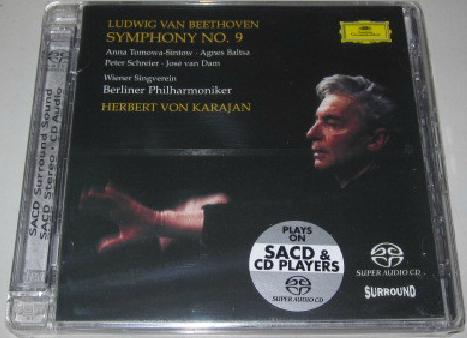 LUDWIG VAN BEETHOVEN
SYMPHONY NO. 9
Anna Tomowa-Sintow · Agnes Baltsa
Peter Schreier · José van Dam
Wiener Singverein
Berliner Philharmoniker
HERBERT VON KARAJAN
Deutsche
Grammophon
SACD Surround Sound
SACD Stereo · CD Audio
PLAYS
ON
SACD &
CD PLAYERS
SUPER AUDIO CD
SUPER AUDIO CD
SURROUND